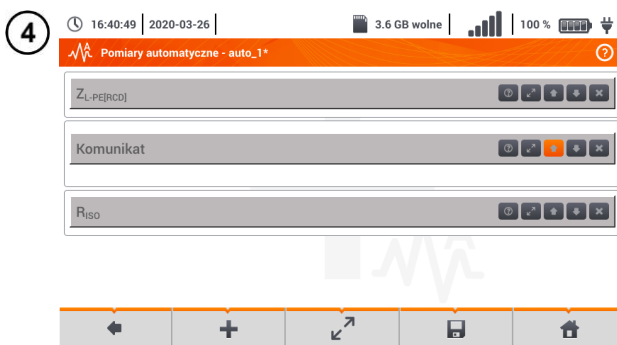 4
16:40:49 2020-03-26 3.6 GB wolne 100 %
Pomiary automatyczne - auto_1*
ZL-PE[RCD]
Komunikat
RISO